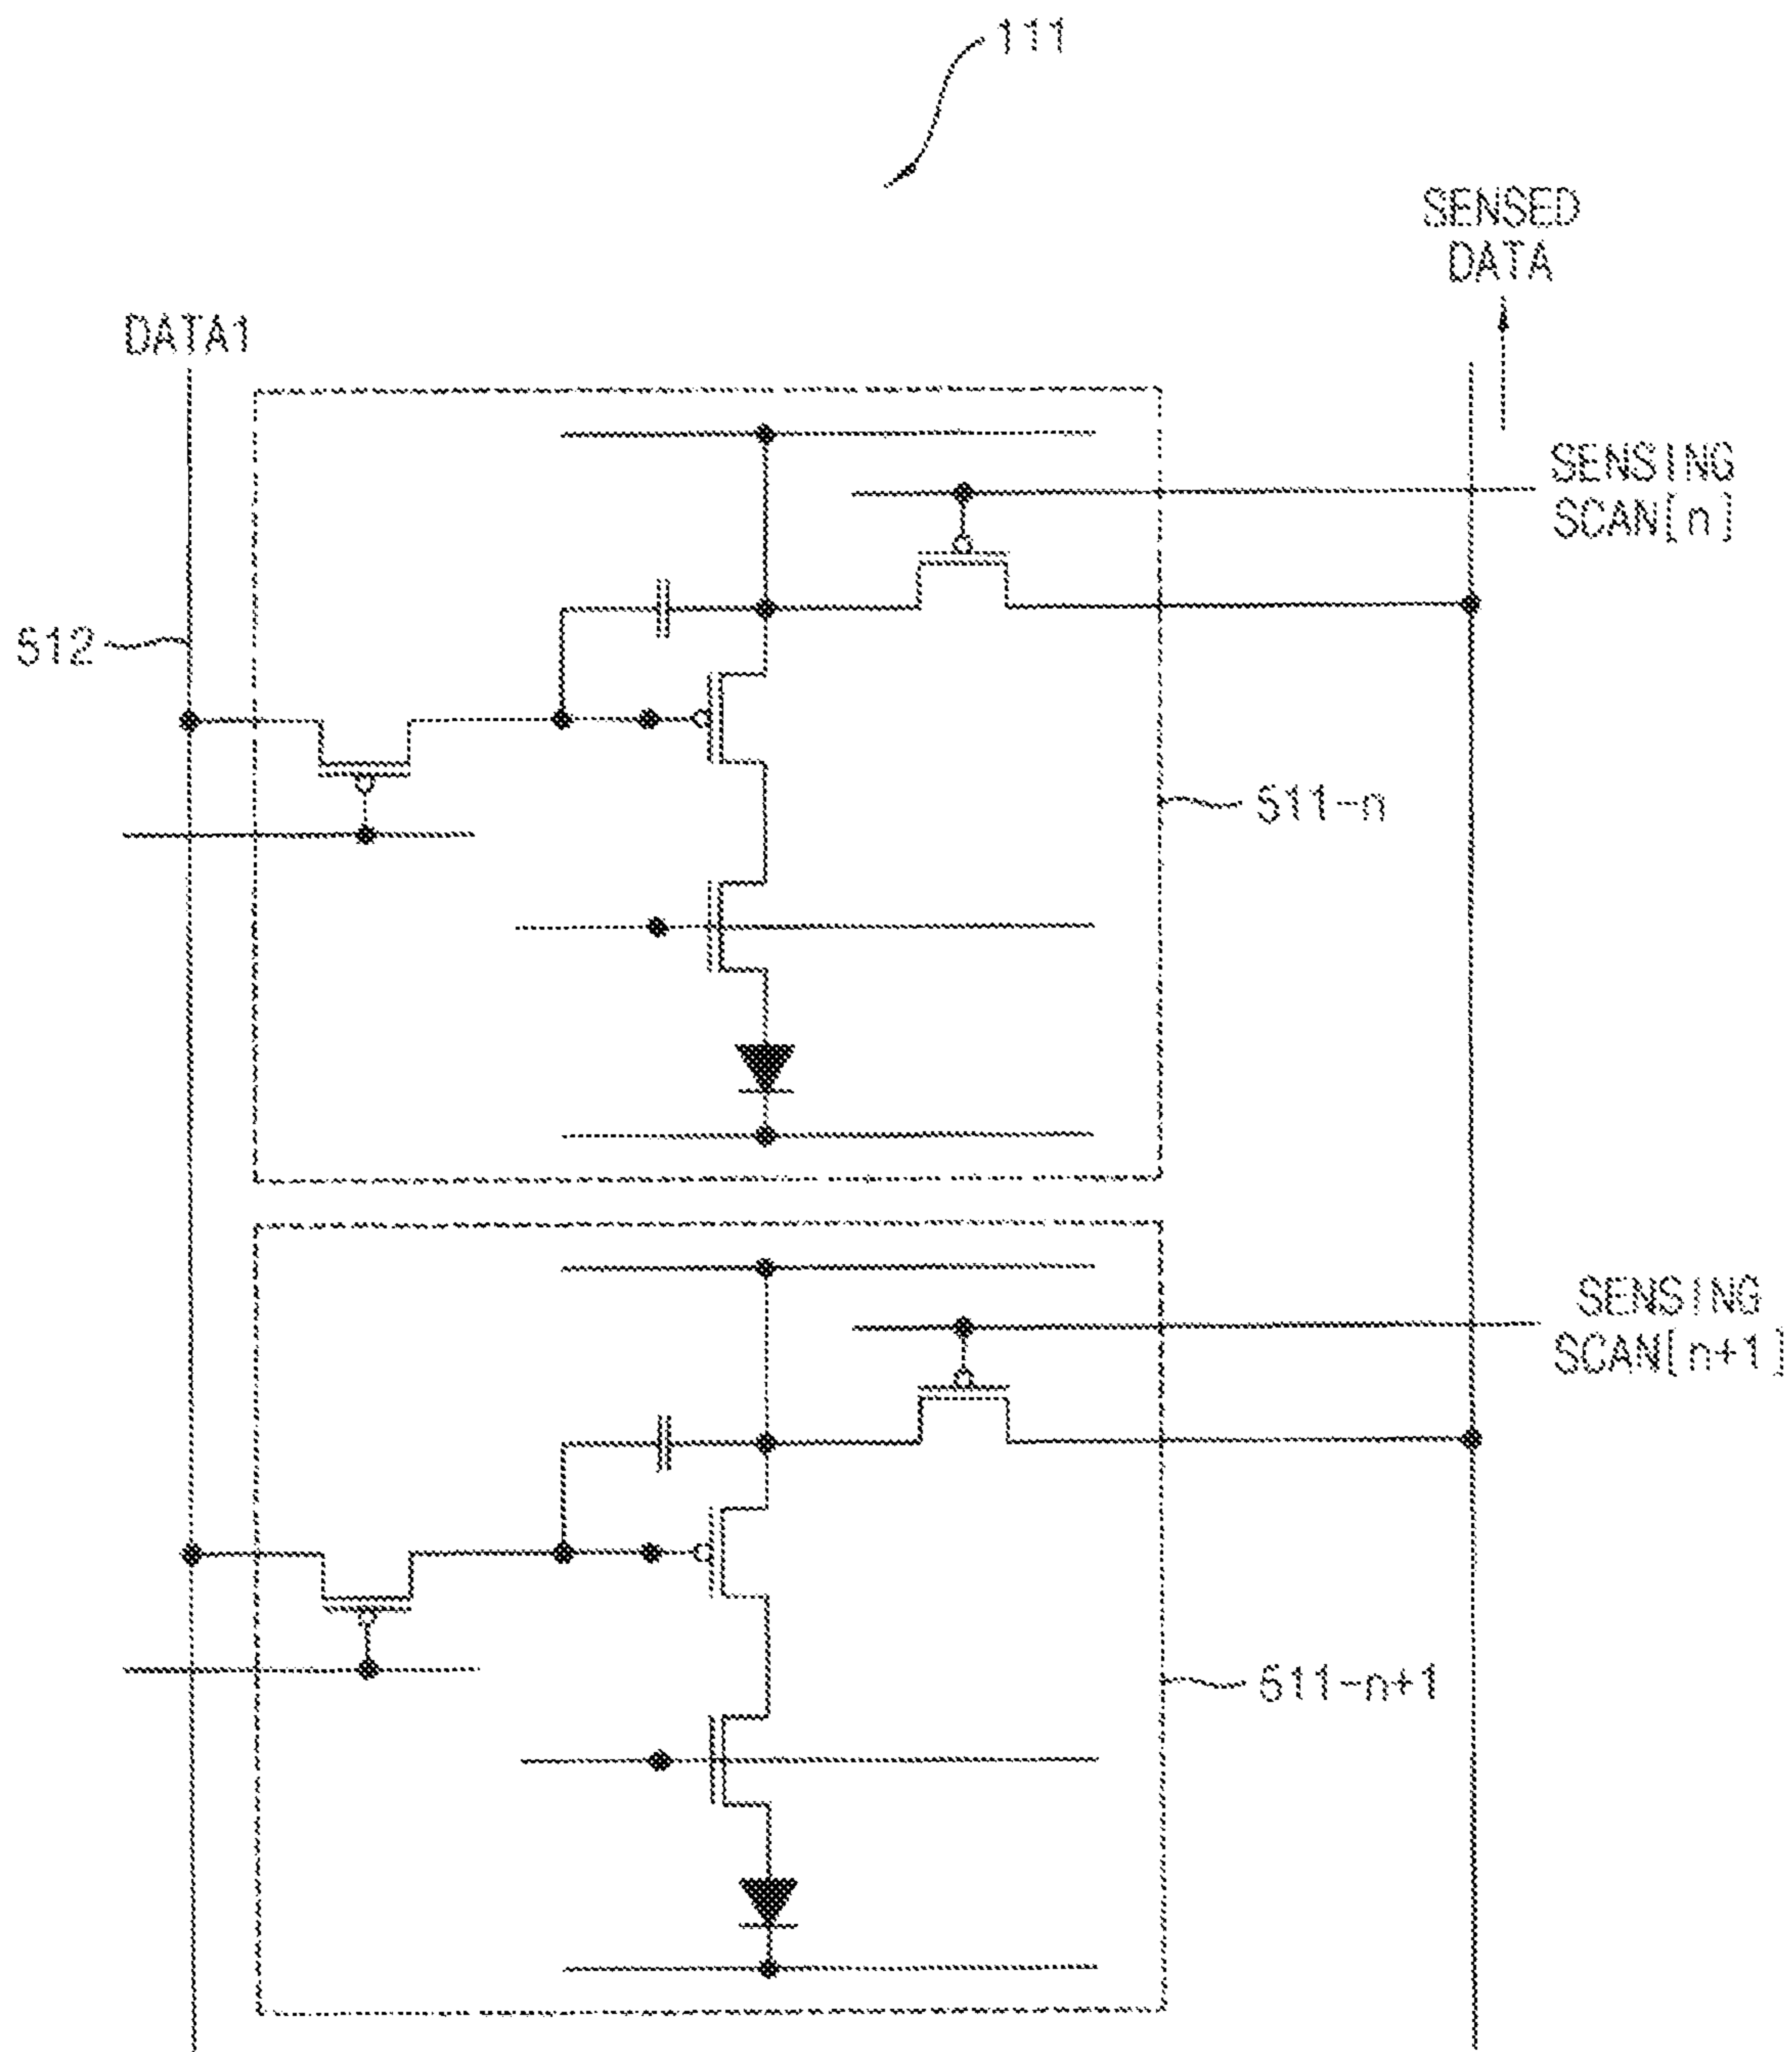 111
SENSED
DATA
DATA1
SENSING
SCAN[n]
512
511-n
SENSING
SCAN[n+1]
511-n+1